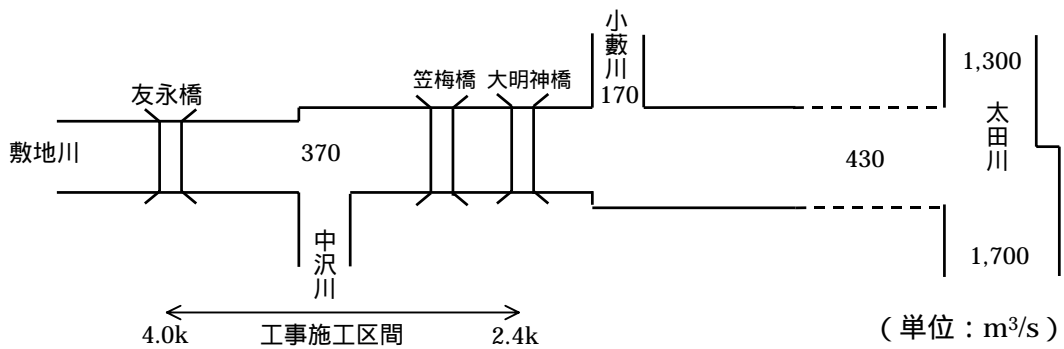 小藪川
170
1,300
太田川
友永橋
笠梅橋
大明神橋
敷地川
370
430
中沢川
1,700
4.0k
工事施工区間
2.4k
（単位：m³/s）